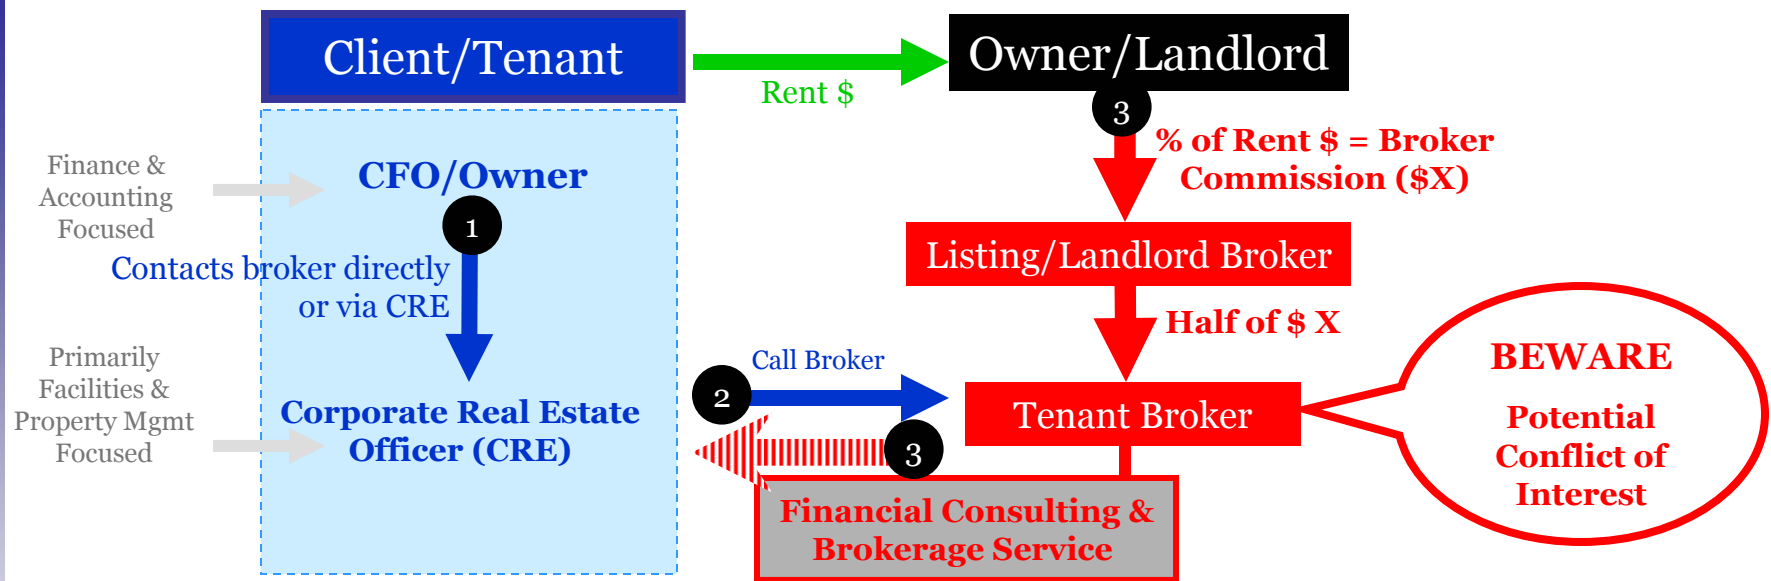 Client/Tenant
Rent $
Owner/Landlord
3
% of Rent $ = Broker
Commission ($X)
Finance &
Accounting
Focused
CFO/Owner
1
Contacts broker directly
or via CRE
Listing/Landlord Broker
Half of $ X
Primarily
Facilities &
Property Mgmt
Focused
Corporate Real Estate
Officer (CRE)
Call Broker
2
3
Tenant Broker
Financial Consulting &
Brokerage Service
BEWARE
Potential
Conflict of
Interest